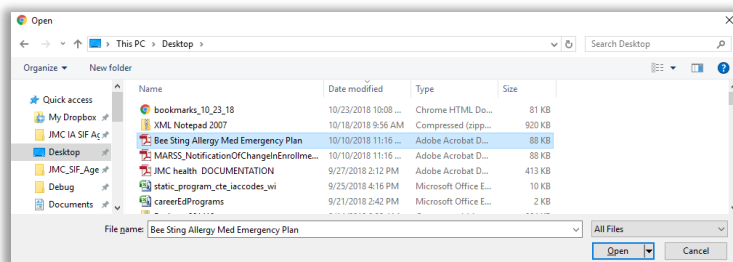 Open
This PC > Desktop >
Search Desktop
Organize
New folder
Name
Date modified
Type
Size
Quick access
My Dropbox
JMC IA SIF Ag
Desktop
JMC_SIF_Age
Debug
Documents
bookmarks_10_23_18 10/23/2018 10:08 ... Chrome HTML Do... 81 KB
XML Notepad 2007 10/18/2018 9:56 AM Compressed (zipp... 920 KB
Bee Sting Allergy Med Emergency Plan 10/10/2018 11:16 ... Adobe Acrobat D... 88 KB
MARSS_NotificationOfChangeInEnrollme... 10/10/2018 11:16 ... Adobe Acrobat D... 88 KB
JMC health DOCUMENTATION 9/27/2018 2:12 PM Adobe Acrobat D... 413 KB
static_program_cte_iaccodes_wi 9/25/2018 4:16 PM Microsoft Office E... 10 KB
careerEdPrograms 9/21/2018 2:42 PM Microsoft Office E... 2 KB
File name: Bee Sting Allergy Med Emergency Plan
All Files
Open
Cancel